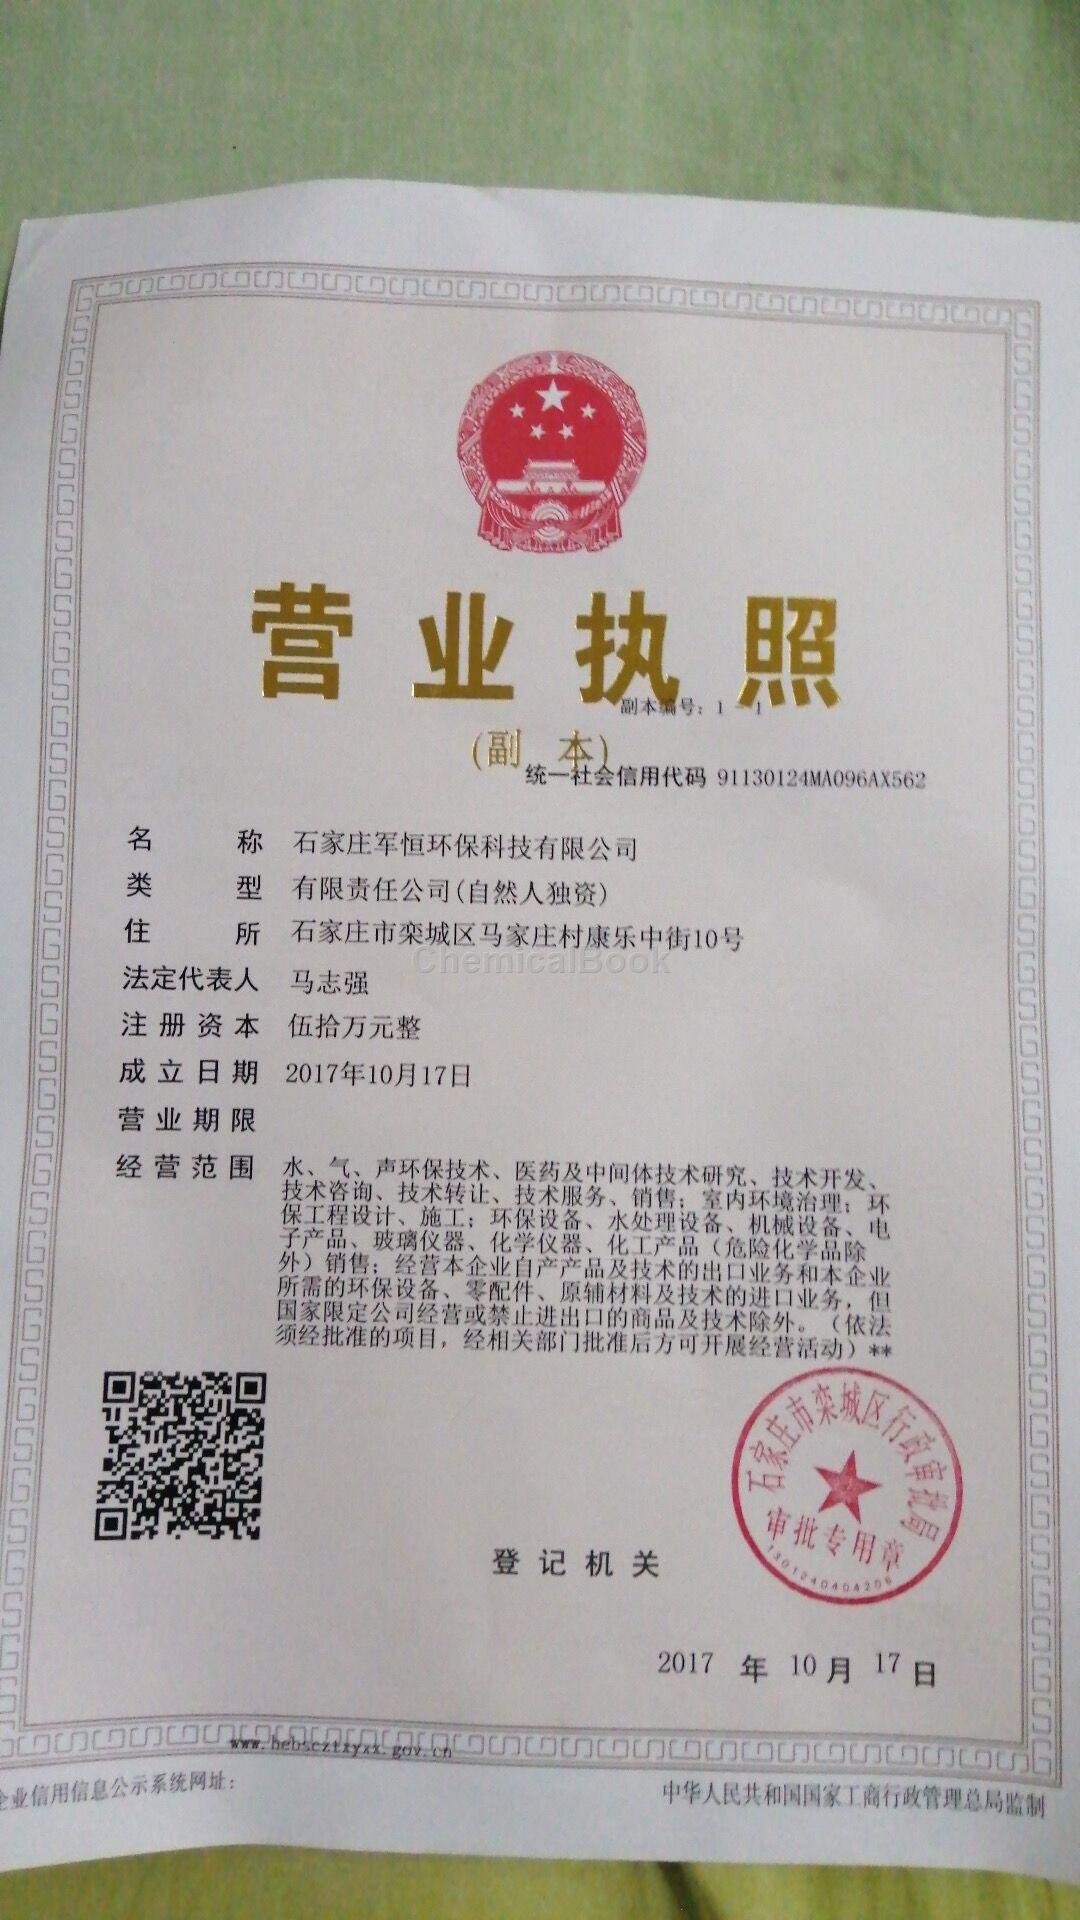 营业执照
副本编号：1 - 1
(副 本)
统一社会信用代码 91130124MA096AX562
名 称 石家庄军恒环保科技有限公司
类 型 有限责任公司(自然人独资)
住 所 石家庄市栾城区马家庄村康乐中街10号
ChemicalBook
法定代表人 马志强
注册资本 伍拾万元整
成立日期 2017年10月17日
营业期限
经营范围 水、气、声环保技术、医药及中间体技术研究、技术开发、
技术咨询、技术转让、技术服务、销售；室内环境治理；环
保工程设计、施工；环保设备、水处理设备、机械设备、电
子产品、玻璃仪器、化学仪器、化工产品（危险化学品除
外）销售；经营本企业自产产品及技术的出口业务和本企业
所需的环保设备、零配件、原辅材料及技术的进口业务，但
国家限定公司经营或禁止进出口的商品及技术除外。（依法
须经批准的项目，经相关部门批准后方可开展经营活动）**
石家庄市栾城区行政审批局
审批专用章
1301240404206
登记机关
2017 年 10 月 17 日
www.hebscztxyxx.gov.cn
企业信用信息公示系统网址：
中华人民共和国国家工商行政管理总局监制